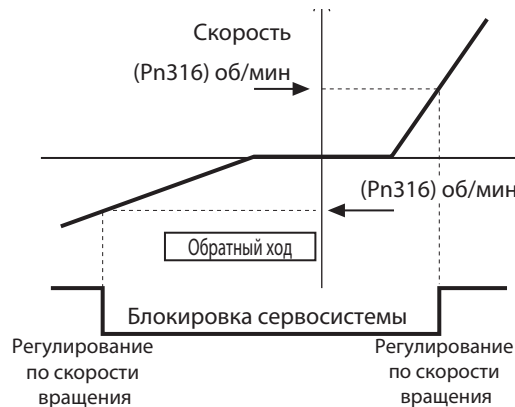 Скорость
(Pn316) об/мин
(Pn316) об/мин
Обратный ход
Блокировка сервосистемы
Регулирование
по скорости
вращения
Регулирование
по скорости
вращения